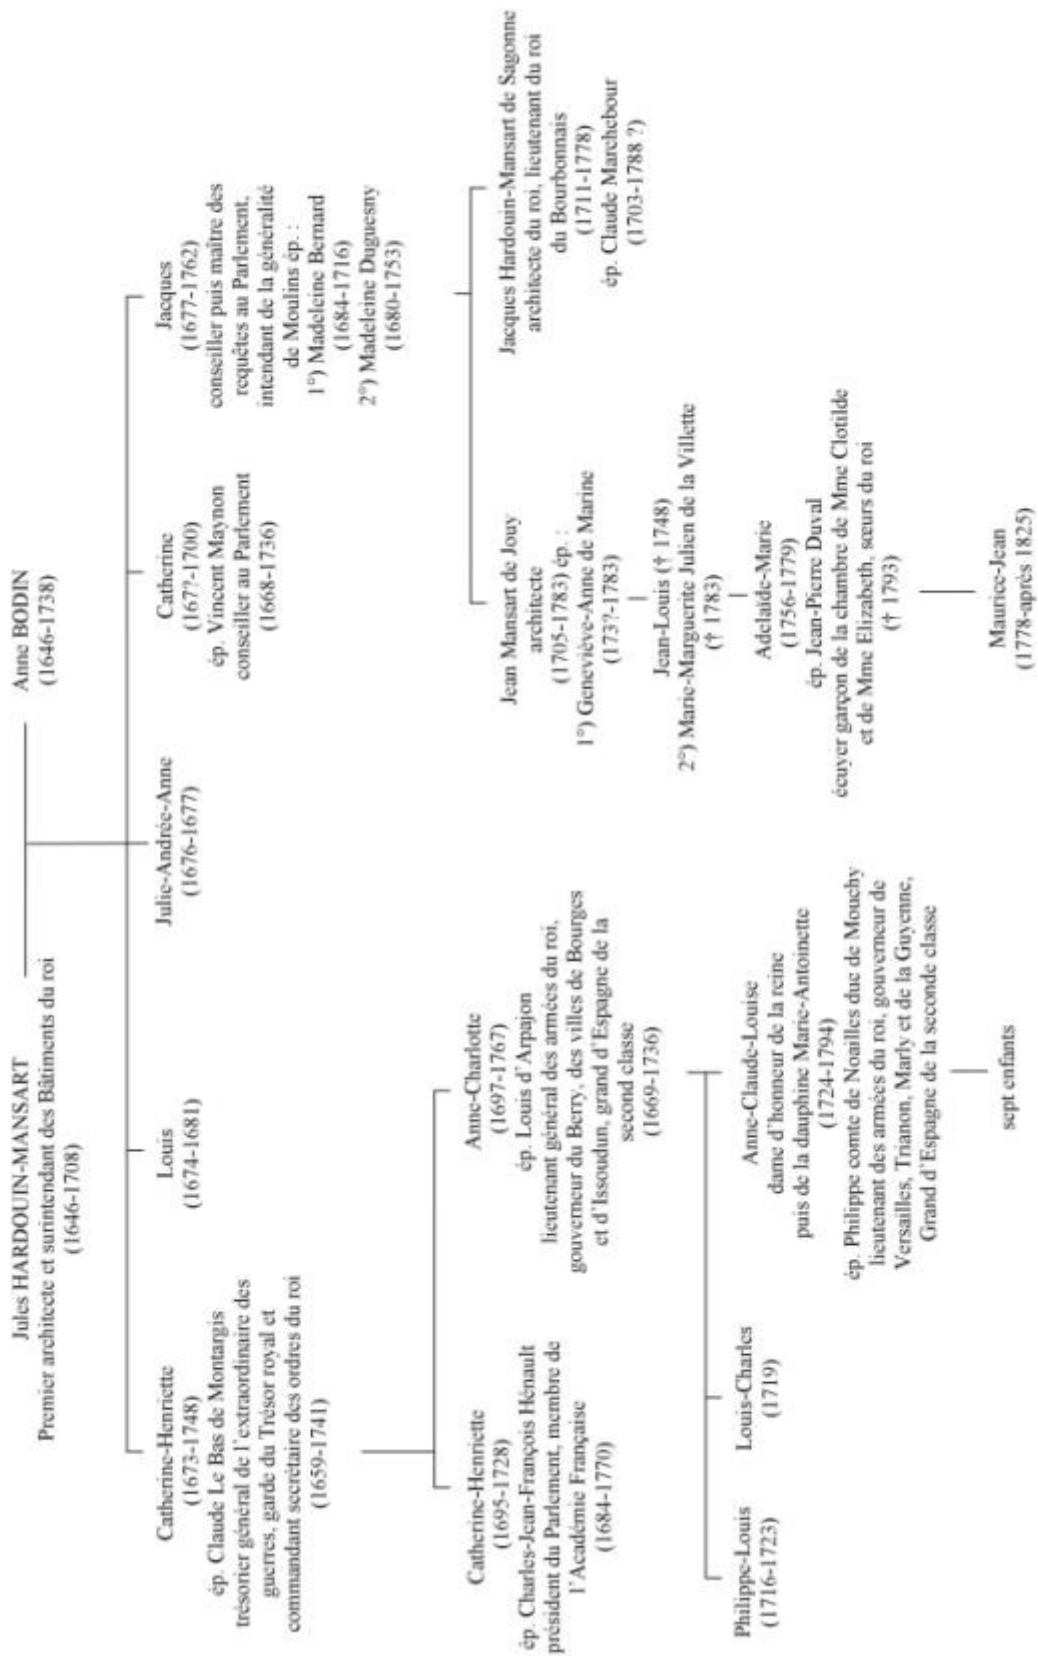 Jules HARDOUIN-MANSART
Premier architecte et surintendant des Bâtiments du roi
(1646-1708)
Anne BODIN
(1646-1738)
Catherine-Henriette
(1673-1748)
ép. Claude Le Bas de Montargis
trésorier général de l'extraordinaire des
guerres, garde du Trésor royal et
commandant secrétaire des ordres du roi
(1659-1741)
Louis
(1674-1681)
Julie-Andrée-Anne
(1676-1677)
Catherine
(167?-1700)
ép. Vincent Maynon
conseiller au Parlement
(1668-1736)
Jacques
(1677-1762)
conseiller puis maître des
requêtes au Parlement,
intendant de la généralité
de Moulins ép. :
1°) Madeleine Bernard
(1684-1716)
2°) Madeleine Duguesny
(1680-1753)
Catherine-Henriette
(1695-1728)
ép. Charles-Jean-François Hénault
président du Parlement, membre de
l'Académie Française
(1684-1770)
Anne-Charlotte
(1697-1767)
ép. Louis d'Arpajon
lieutenant général des armées du roi,
gouverneur du Berry, des villes de Bourges
et d'Issoudun, grand d'Espagne de la
second classe
(1669-1736)
Jean Mansart de Jouy
architecte
(1705-1783) ép. :
1°) Geneviève-Anne de Marine
(173?-1783)
Jean-Louis († 1748)
2°) Marie-Marguerite Julien de la Villette
(† 1783)
Adelaïde-Marie
(1756-1779)
ép. Jean-Pierre Duval
écuyer garçon de la chambre de Mme Clotilde
et de Mme Elizabeth, sœurs du roi
(† 1793)
Maurice-Jean
(1778-après 1825)
Jacques Hardouin-Mansart de Sagonne
architecte du roi, lieutenant du roi
du Bourbonnais
(1711-1778)
ép. Claude Marchebour
(1703-1788 ?)
Philippe-Louis
(1716-1723)
Louis-Charles
(1719)
Anne-Claude-Louise
dame d'honneur de la reine
puis de la dauphine Marie-Antoinette
(1724-1794)
ép. Philippe comte de Noailles duc de Mouchy
lieutenant des armées du roi, gouverneur de
Versailles, Trianon, Marly et de la Guyenne,
Grand d'Espagne de la seconde classe
sept enfants